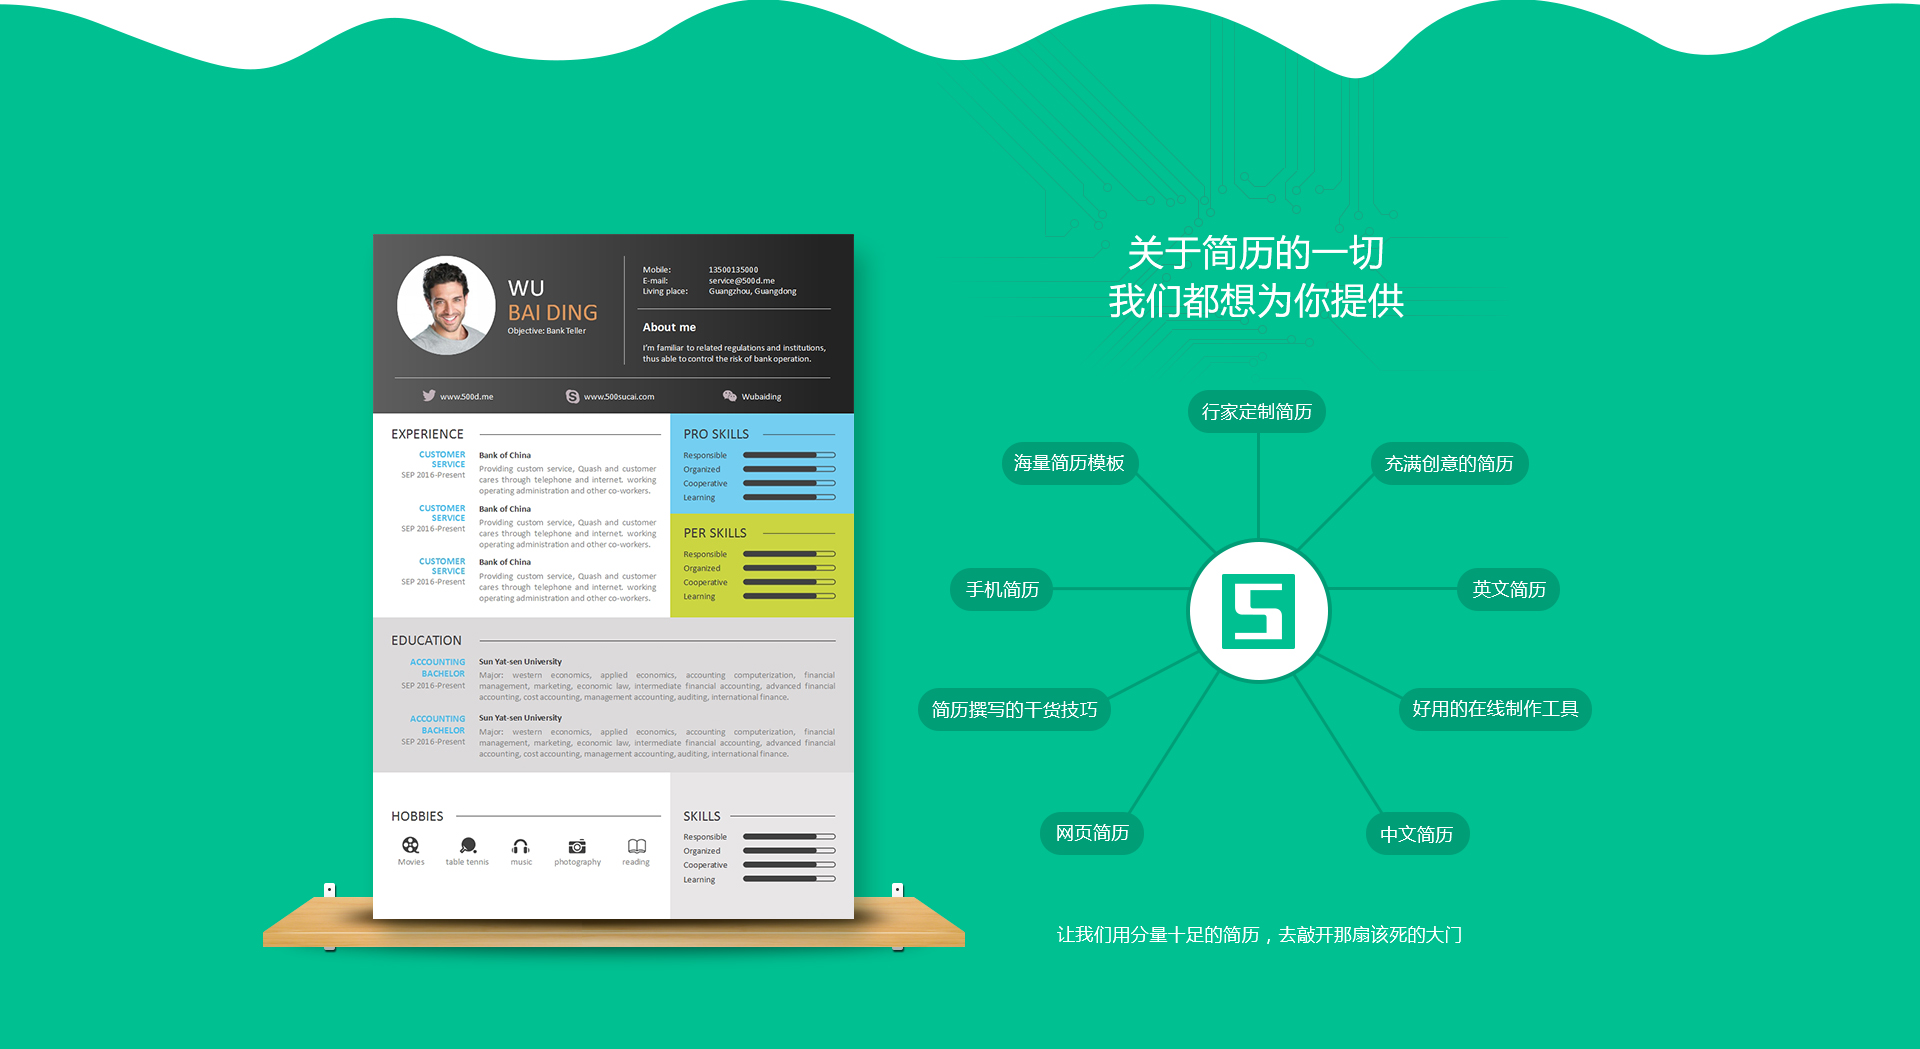 WU
BAI DING
Objective: Bank Teller
Mobile: 13500135000
E-mail: service@500d.me
Living place: Guangzhou, Guangdong
About me
I'm familiar to related regulations and institutions,
thus able to control the risk of bank operation.
www.500d.me
www.500sucai.com
Wubaiding
EXPERIENCE
CUSTOMER
SERVICE
SEP 2016-Present
Bank of China
Providing custom service, Quash and customer
cares through telephone and internet. working
operating administration and other co-workers.
CUSTOMER
SERVICE
SEP 2016-Present
Bank of China
Providing custom service, Quash and customer
cares through telephone and internet. working
operating administration and other co-workers.
CUSTOMER
SERVICE
SEP 2016-Present
Bank of China
Providing custom service, Quash and customer
cares through telephone and internet. working
operating administration and other co-workers.
PRO SKILLS
Responsible
Organized
Cooperative
Learning
PER SKILLS
Responsible
Organized
Cooperative
Learning
EDUCATION
ACCOUNTING
BACHELOR
SEP 2016-Present
Sun Yat-sen University
Major: western economics, applied economics, accounting computerization, financial
management, marketing, economic law, intermediate financial accounting, advanced financial
accounting, cost accounting, management accounting, auditing, international finance.
ACCOUNTING
BACHELOR
SEP 2016-Present
Sun Yat-sen University
Major: western economics, applied economics, accounting computerization, financial
management, marketing, economic law, intermediate financial accounting, advanced financial
accounting, cost accounting, management accounting, auditing, international finance.
HOBBIES
Movies
table tennis
music
photography
reading
SKILLS
Responsible
Organized
Cooperative
Learning
关于简历的一切
我们都想为你提供
行家定制简历
海量简历模板
充满创意的简历
手机简历
5
英文简历
简历撰写的干货技巧
好用的在线制作工具
网页简历
中文简历
让我们用分量十足的简历，去敲开那扇该死的大门